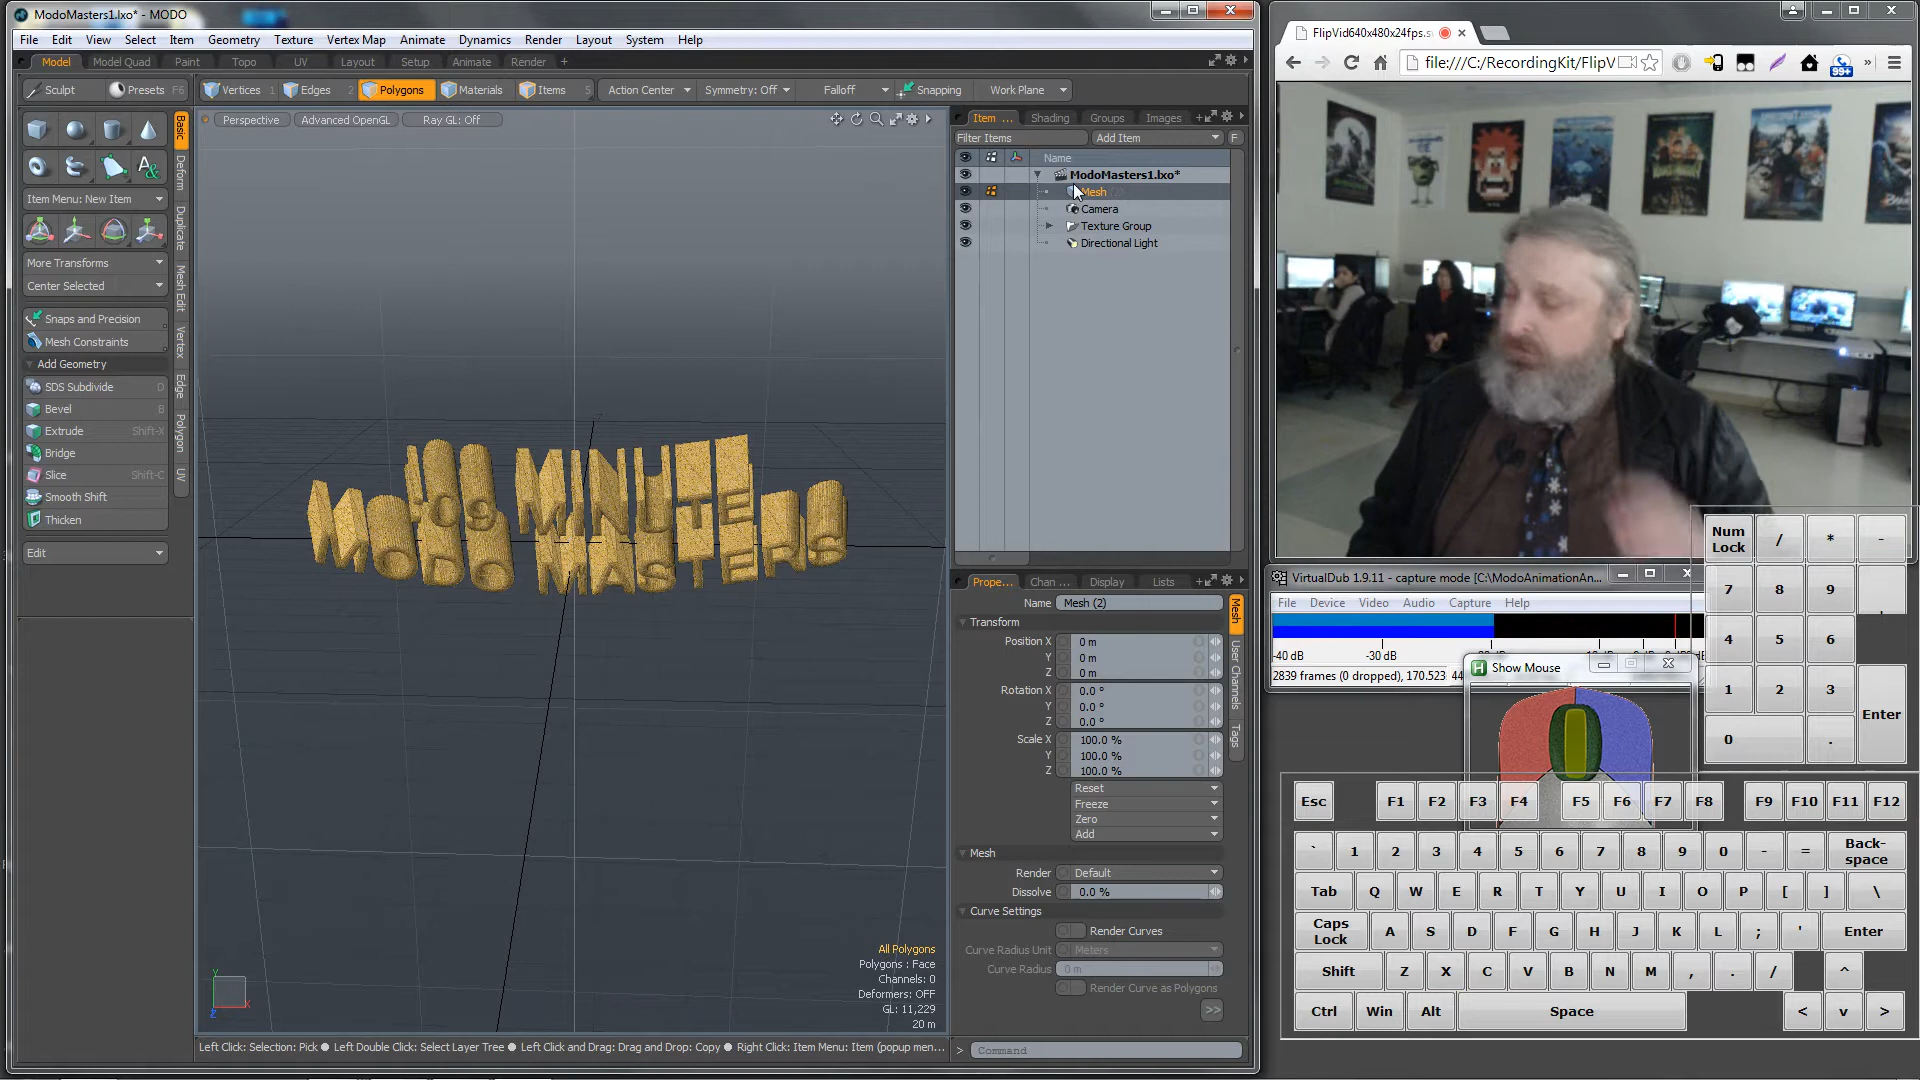 ModoMasters1.lxo* - MODO
File Edit View Select Item Geometry Texture Vertex Map Animate Dynamics Render Layout System Help
Model Model Quad Paint Topo UV Layout Setup Animate Render +
Sculpt Presets F6 Vertices 1 Edges 2 Polygons Materials Items 5 Action Center Symmetry: Off Falloff Snapping Work Plane
Perspective Advanced OpenGL Ray GL: Off
Item Menu: New Item
More Transforms
Center Selected
Snaps and Precision
Mesh Constraints
Add Geometry
SDS Subdivide D
Bevel B
Extrude Shift-X
Bridge
Slice Shift-C
Smooth Shift
Thicken
Edit
Basic
Deform
Duplicate
Mesh Edit
Vertex
Edge
Polygon
UV
:09 MINUTE
MODO MASTERS
All Polygons
Polygons : Face
Channels: 0
Deformers: OFF
GL: 11,229
20 m
Y
X
Z
Left Click: Selection: Pick ● Left Double Click: Select Layer Tree ● Left Click and Drag: Drag and Drop: Copy ● Right Click: Item Menu: Item (popup men...
Item ... Shading Groups Images +
Filter Items Add Item F
Name
ModoMasters1.lxo*
Mesh
Camera
Texture Group
Directional Light
Prope... Chan ... Display Lists +
Name Mesh (2)
Transform
Position X 0 m
Y 0 m
Z 0 m
Rotation X 0.0 °
Y 0.0 °
Z 0.0 °
Scale X 100.0 %
Y 100.0 %
Z 100.0 %
Reset
Freeze
Zero
Add
Mesh
Render Default
Dissolve 0.0 %
Curve Settings
Render Curves
Curve Radius Unit Meters
Curve Radius 0 m
Render Curve as Polygons
>>
Mesh
User Channels
Tags
> Command
FlipVid640x480x24fps.s
file:///C:/RecordingKit/FlipV
99+
»
VirtualDub 1.9.11 - capture mode [C:\ModoAnimationAn...
File Device Video Audio Capture Help
-40 dB -30 dB
2839 frames (0 dropped), 170.523
Show Mouse
Num Lock / * -
7 8 9
4 5 6
1 2 3 Enter
0 .
Esc F1 F2 F3 F4 F5 F6 F7 F8 F9 F10 F11 F12
` 1 2 3 4 5 6 7 8 9 0 - = Back-space
Tab Q W E R T Y U I O P [ ] \
Caps Lock A S D F G H J K L ; ' Enter
Shift Z X C V B N M , . / ^
Ctrl Win Alt Space < v >